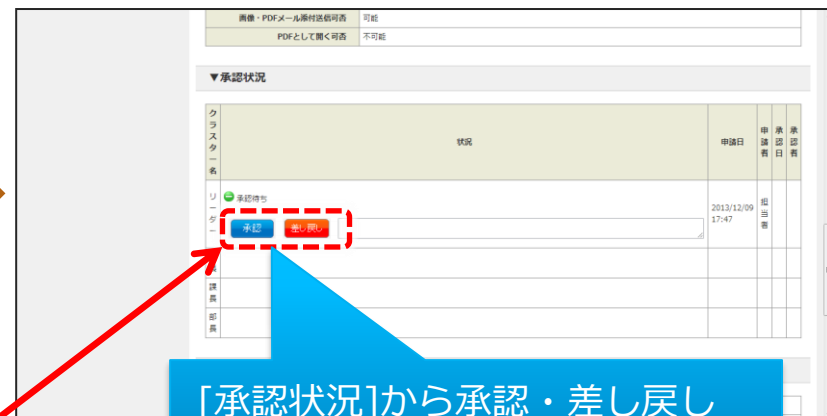 画像・PDFメール添付送信可否 可能
PDFとして開く可否 不可能
▼承認状況
クラスター名 状況 申請日 申請者 承認日 承認者
リーダー 承認待ち 2013/12/09 17:47 担当者
承認 差し戻し
課長
部長
[承認状況]から承認・差し戻し